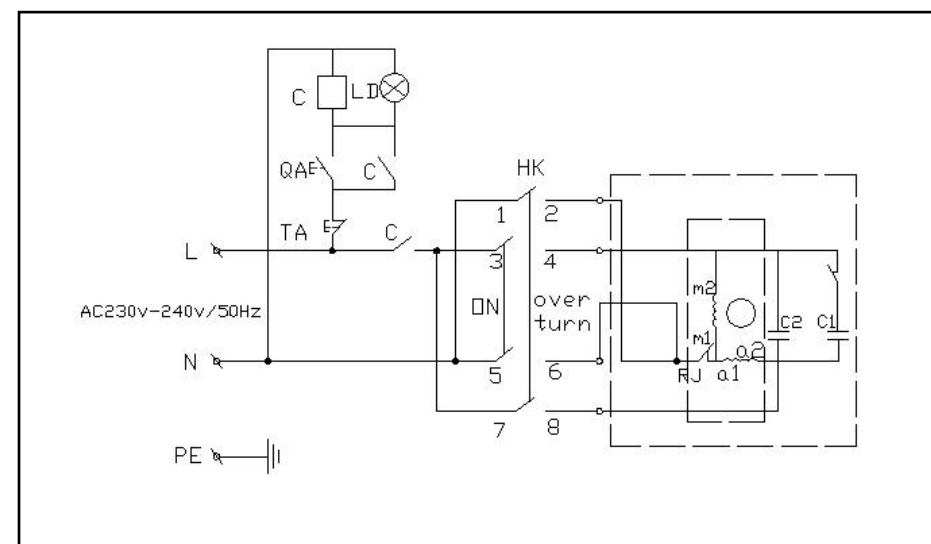 C LD
QA C HK
1 2
TA C
L 3 4
m2
AC230v-240v/50Hz ON over
turn C2 C1
m1 a2
N 5 6 RJ a1
7 8
PE